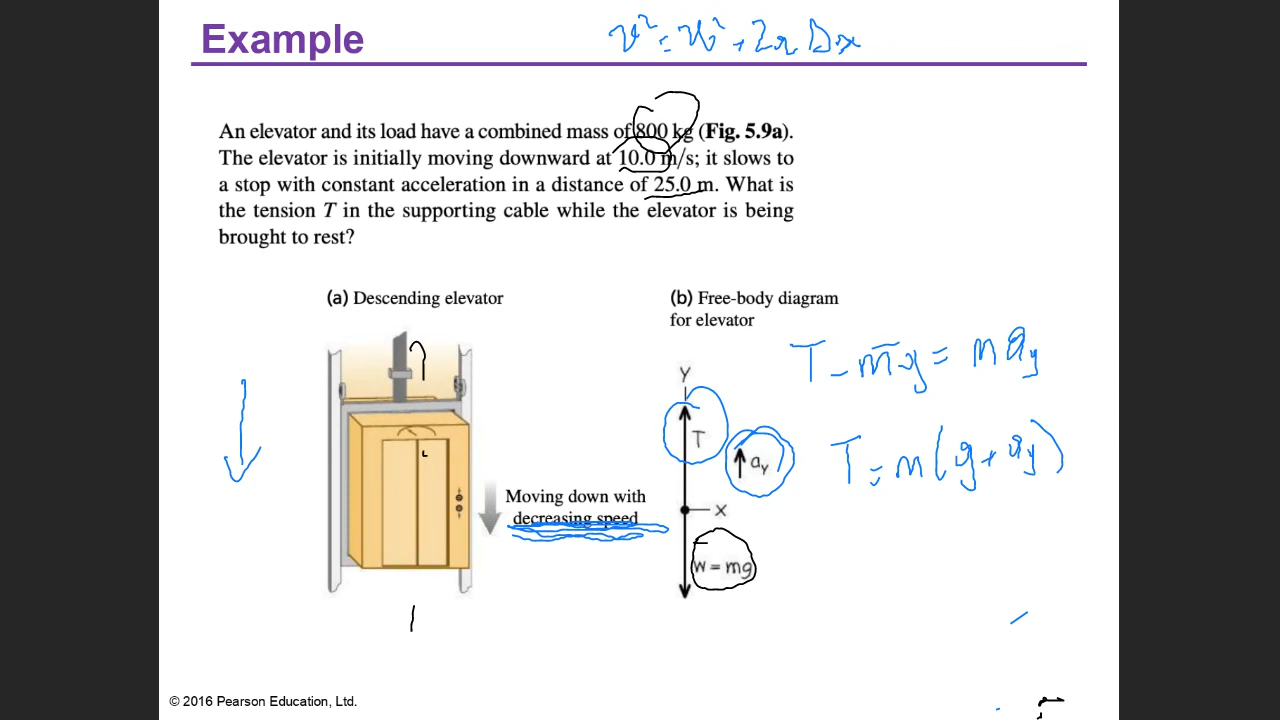 Example
v² = v₀² + 2a Δx
An elevator and its load have a combined mass of 800 kg (Fig. 5.9a).
The elevator is initially moving downward at 10.0 m/s; it slows to
a stop with constant acceleration in a distance of 25.0 m. What is
the tension T in the supporting cable while the elevator is being
brought to rest?
(a) Descending elevator
(b) Free-body diagram
for elevator
T - mg = m ay
Y
T
ay
T = m(g + ay)
Moving down with
decreasing speed
x
w = mg
© 2016 Pearson Education, Ltd.